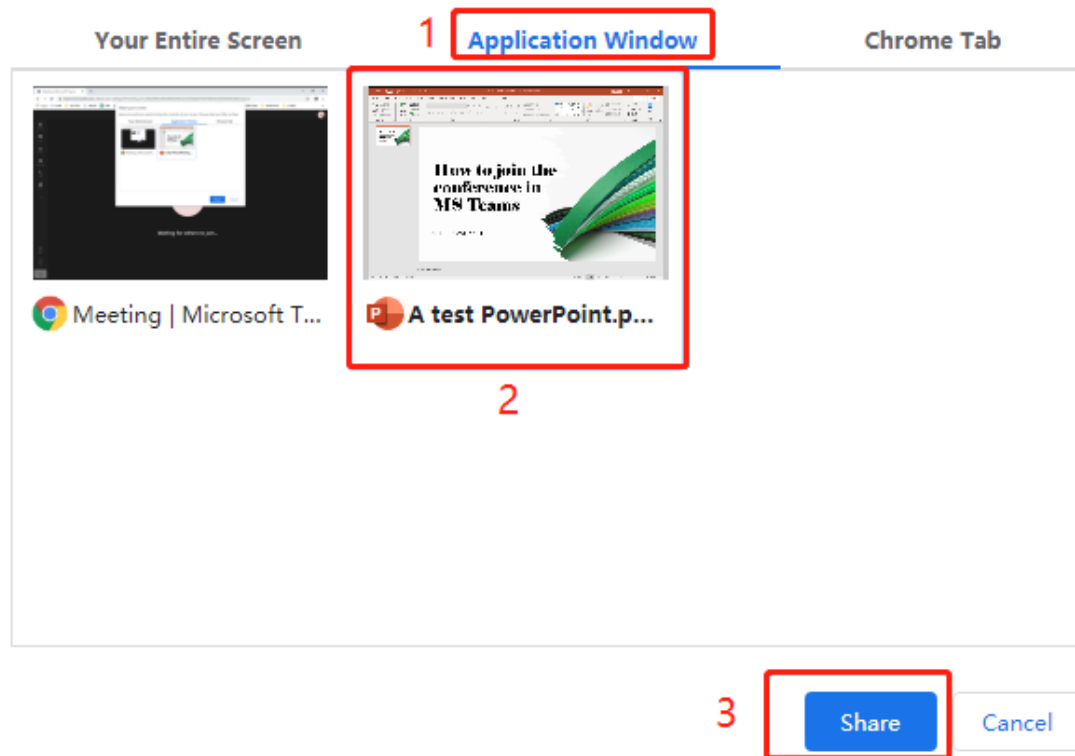 Your Entire Screen
1
Application Window
Chrome Tab
How to join the
conference in
MS Teams
Meeting | Microsoft T...
P
A test PowerPoint.p...
2
3
Share
Cancel